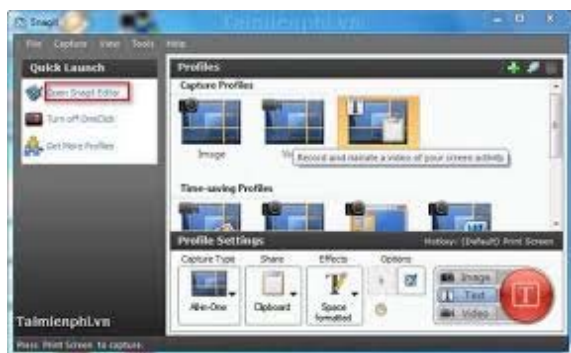 Snagit
Taimienphi.vn
File Capture View Tools Help
Quick Launch
Open Snagit Editor
Turn off OneClick
Get More Profiles
Profiles
Capture Profiles
Image
Record and narrate a video of your screen activity
Time-saving Profiles
Profile Settings
Hotkey: (Default) Print Screen
Capture Type Share Effects Options
All-in-One
Clipboard
Space formatted
Image
Text
Video
Taimienphi.vn
Press Print Screen to capture.